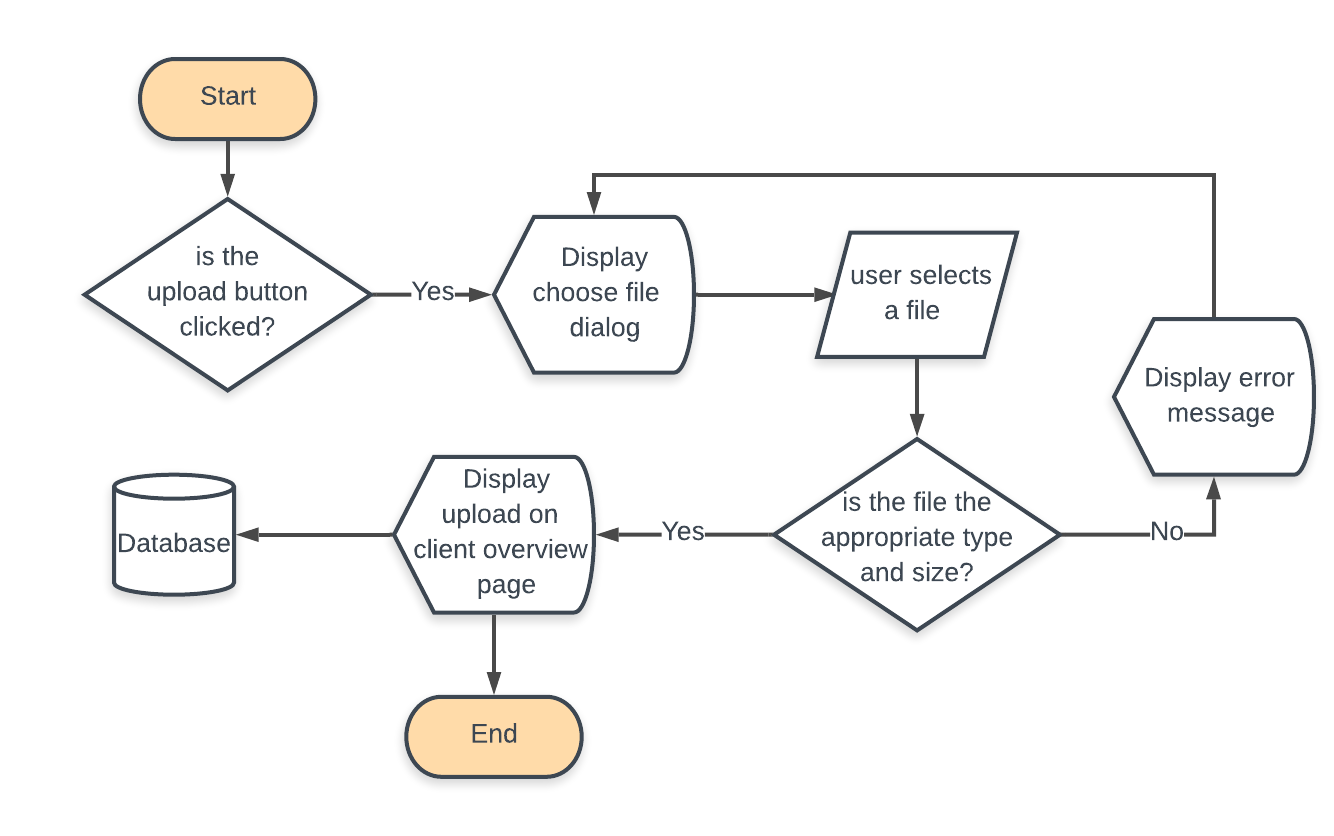 Start
is the
upload button
clicked?
Yes
Display
choose file
dialog
user selects
a file
Display error
message
is the file the
appropriate type
and size?
No
Yes
Display
upload on
client overview
page
Database
End